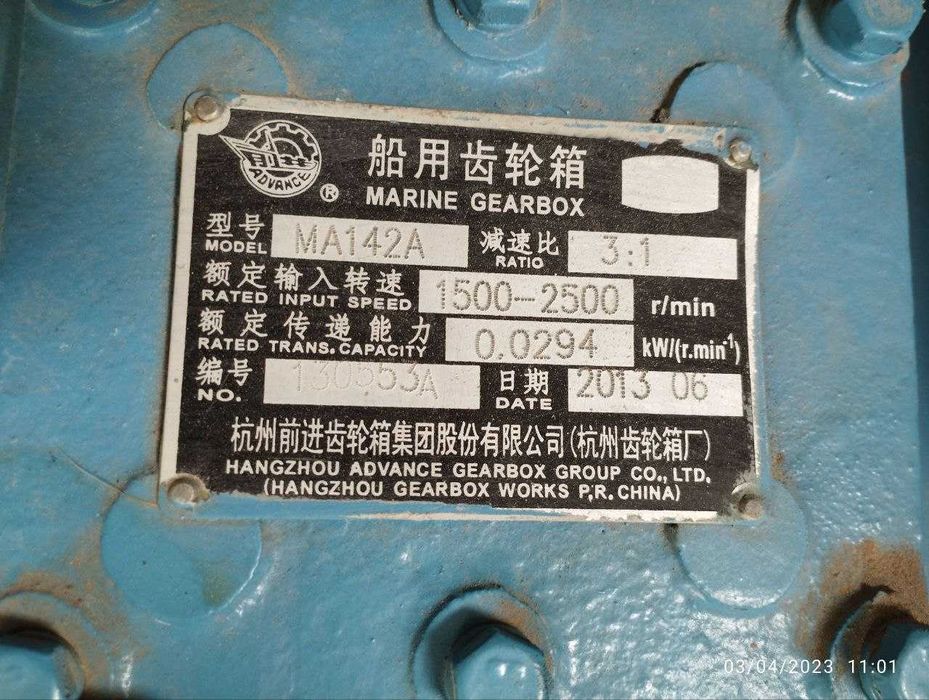 ADVANCE
®
船用齿轮箱
MARINE GEARBOX
型号 MA142A 减速比 3:1
MODEL RATIO
额定输入转速 1500-2500 r/min
RATED INPUT SPEED
额定传递能力 0.0294 kW/(r.min⁻¹)
RATED TRANS.CAPACITY
编号 130553A 日期 2013 06
NO. DATE
杭州前进齿轮箱集团股份有限公司(杭州齿轮箱厂)
HANGZHOU ADVANCE GEARBOX GROUP CO.,LTD.
(HANGZHOU GEARBOX WORKS P.R.CHINA)
03/04/2023 11:01